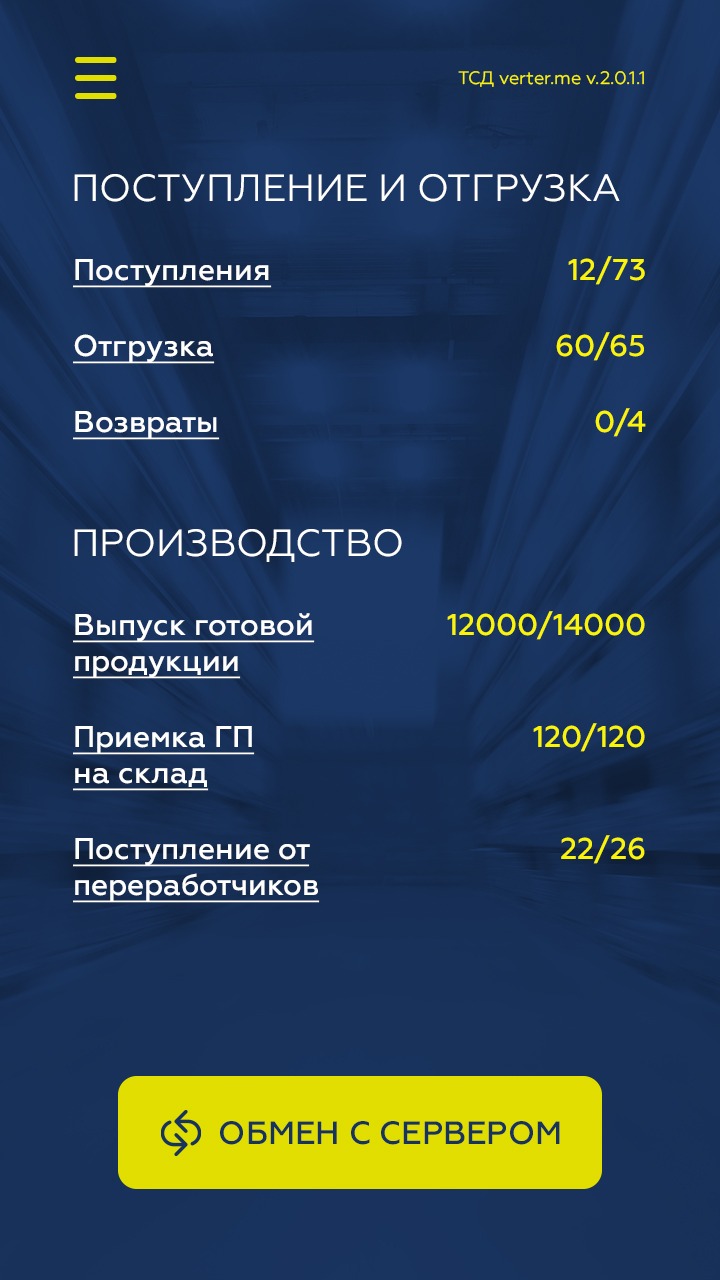 ТСД verter.me v.2.0.1.1
ПОСТУПЛЕНИЕ И ОТГРУЗКА
Поступления 12/73
Отгрузка 60/65
Возвраты 0/4
ПРОИЗВОДСТВО
Выпуск готовой 12000/14000
продукции
Приемка ГП 120/120
на склад
Поступление от 22/26
переработчиков
ОБМЕН С СЕРВЕРОМ